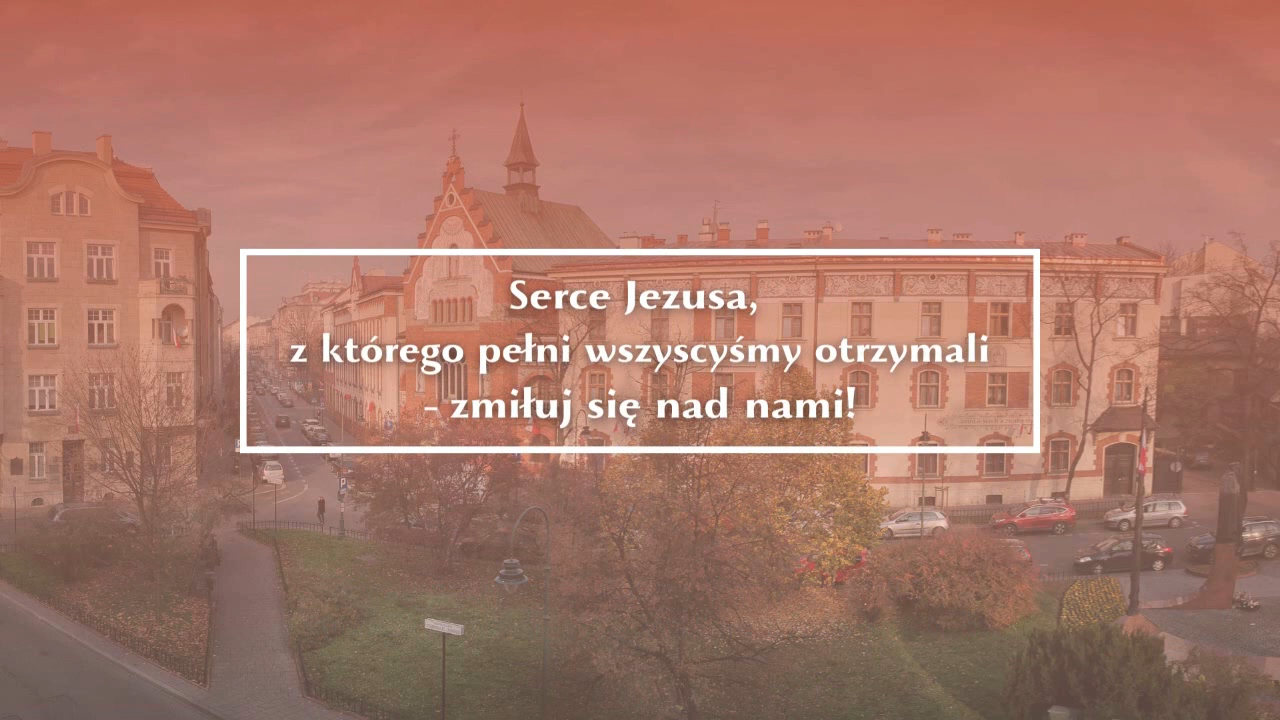 Serce Jezusa,
z którego pełni wszyscyśmy otrzymali
- zmiłuj się nad nami!